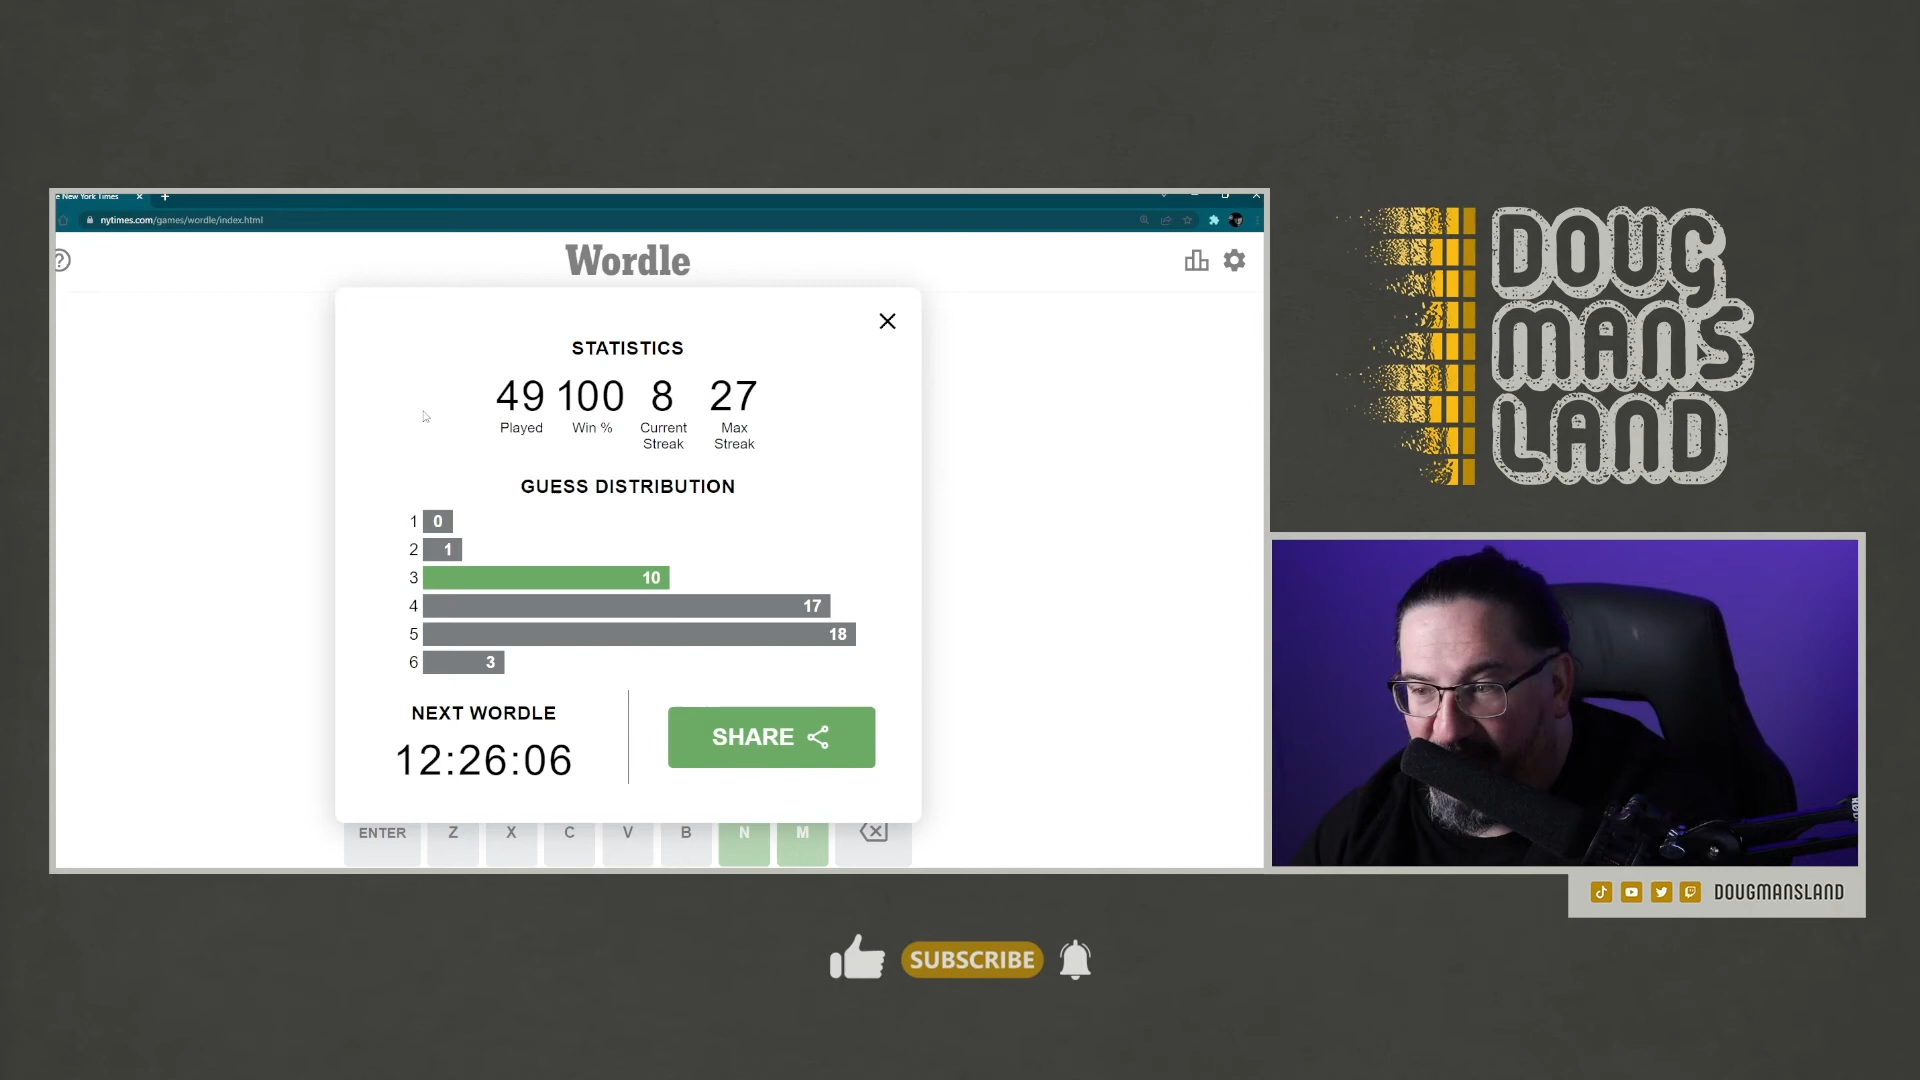 e New York Times
nytimes.com/games/wordle/index.html
?
Wordle
STATISTICS
49 100 8 27
Played Win % Current Streak Max Streak
GUESS DISTRIBUTION
1 0
2 1
3 10
4 17
5 18
6 3
NEXT WORDLE
12:26:06
SHARE
ENTER Z X C V B N M
DOUG
MANS
LAND
DOUGMANSLAND
SUBSCRIBE